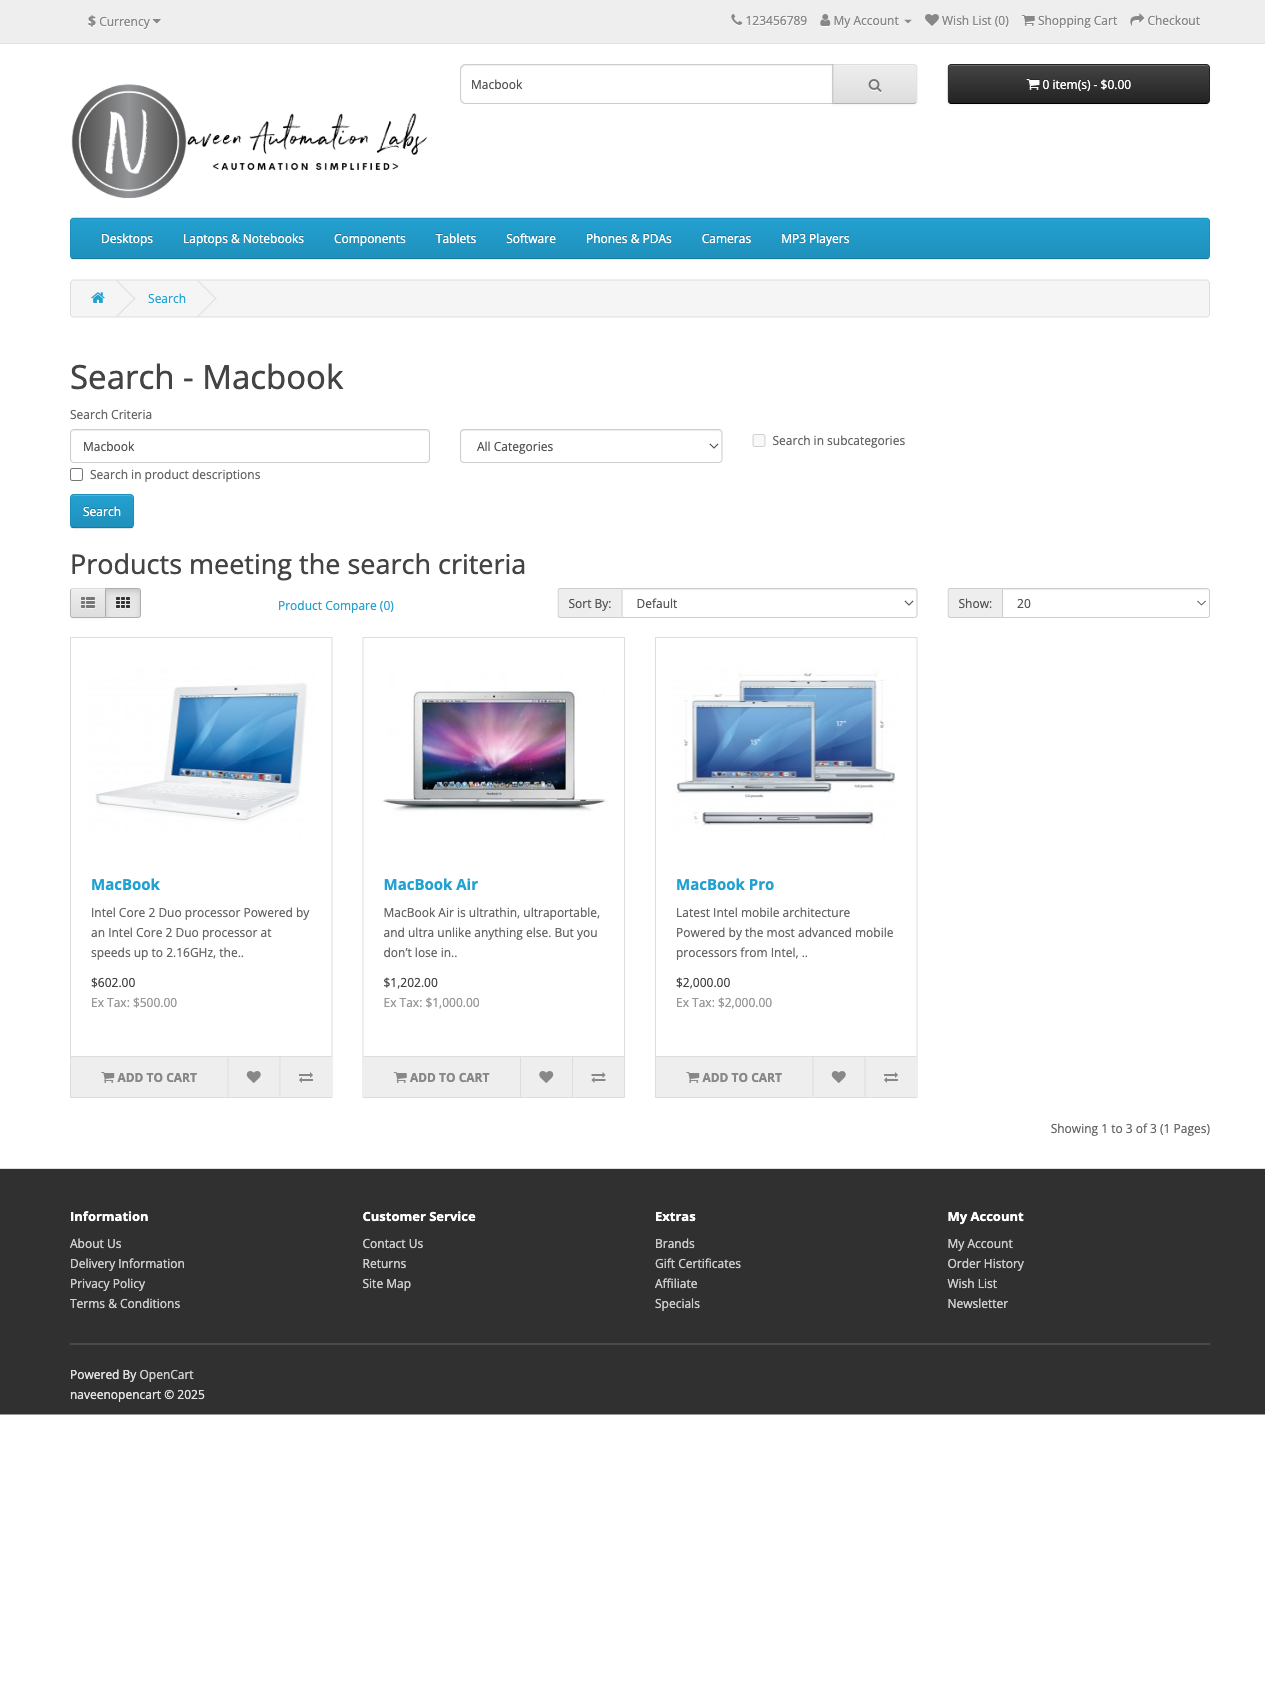 $ Currency
123456789 My Account Wish List (0) Shopping Cart Checkout
N aveen Automation Labs
<AUTOMATION SIMPLIFIED>
Macbook
0 item(s) - $0.00
Desktops Laptops & Notebooks Components Tablets Software Phones & PDAs Cameras MP3 Players
Search
Search - Macbook
Search Criteria
Macbook All Categories Search in subcategories
Search in product descriptions
Search
Products meeting the search criteria
Product Compare (0) Sort By: Default Show: 20
15"
17"
MacBook
Intel Core 2 Duo processor Powered by
an Intel Core 2 Duo processor at
speeds up to 2.16GHz, the..
$602.00
Ex Tax: $500.00
ADD TO CART
MacBook Air
MacBook Air is ultrathin, ultraportable,
and ultra unlike anything else. But you
don’t lose in..
$1,202.00
Ex Tax: $1,000.00
ADD TO CART
MacBook Pro
Latest Intel mobile architecture
Powered by the most advanced mobile
processors from Intel, ..
$2,000.00
Ex Tax: $2,000.00
ADD TO CART
Showing 1 to 3 of 3 (1 Pages)
Information
About Us
Delivery Information
Privacy Policy
Terms & Conditions
Customer Service
Contact Us
Returns
Site Map
Extras
Brands
Gift Certificates
Affiliate
Specials
My Account
My Account
Order History
Wish List
Newsletter
Powered By OpenCart
naveenopencart © 2025